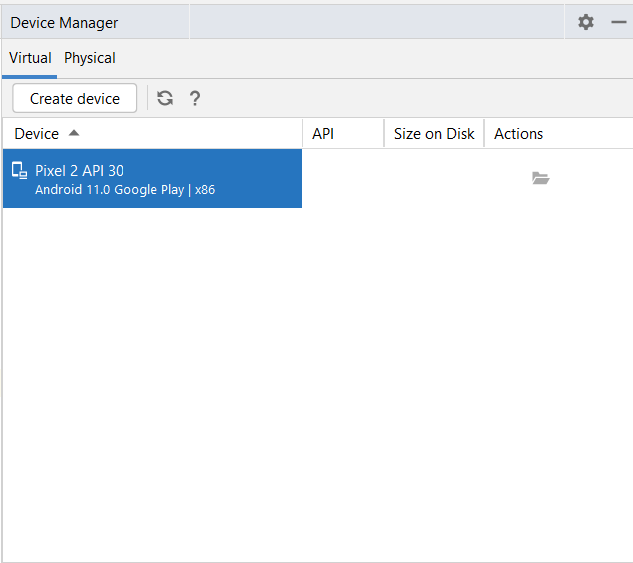 Device Manager
Virtual Physical
Create device ?
Device API Size on Disk Actions
Pixel 2 API 30
Android 11.0 Google Play | x86